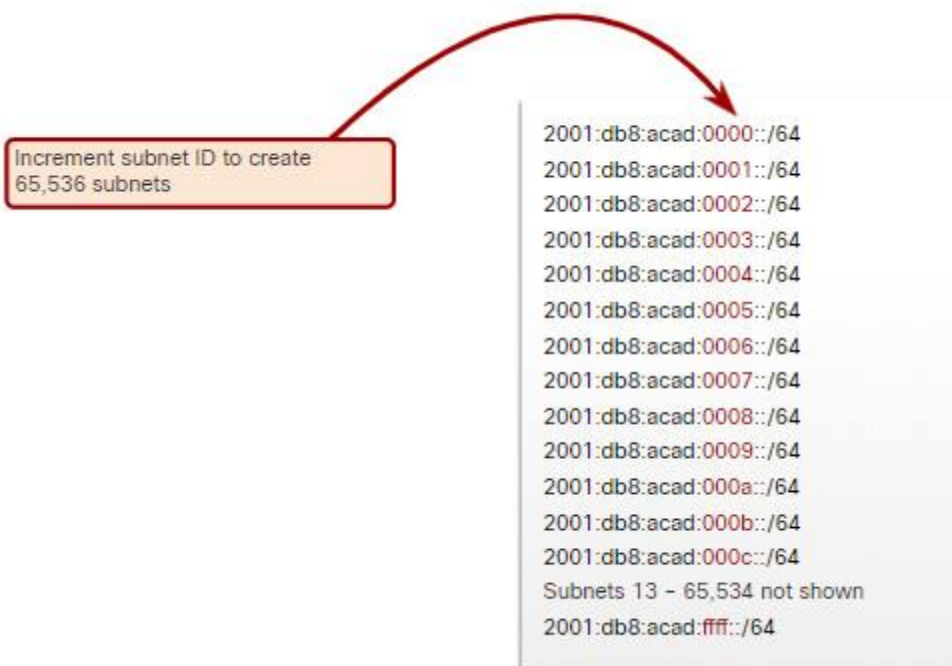 Increment subnet ID to create
65,536 subnets
2001:db8:acad:0000::/64
2001:db8:acad:0001::/64
2001:db8:acad:0002::/64
2001:db8:acad:0003::/64
2001:db8:acad:0004::/64
2001:db8:acad:0005::/64
2001:db8:acad:0006::/64
2001:db8:acad:0007::/64
2001:db8:acad:0008::/64
2001:db8:acad:0009::/64
2001:db8:acad:000a::/64
2001:db8:acad:000b::/64
2001:db8:acad:000c::/64
Subnets 13 – 65,534 not shown
2001:db8:acad:ffff::/64